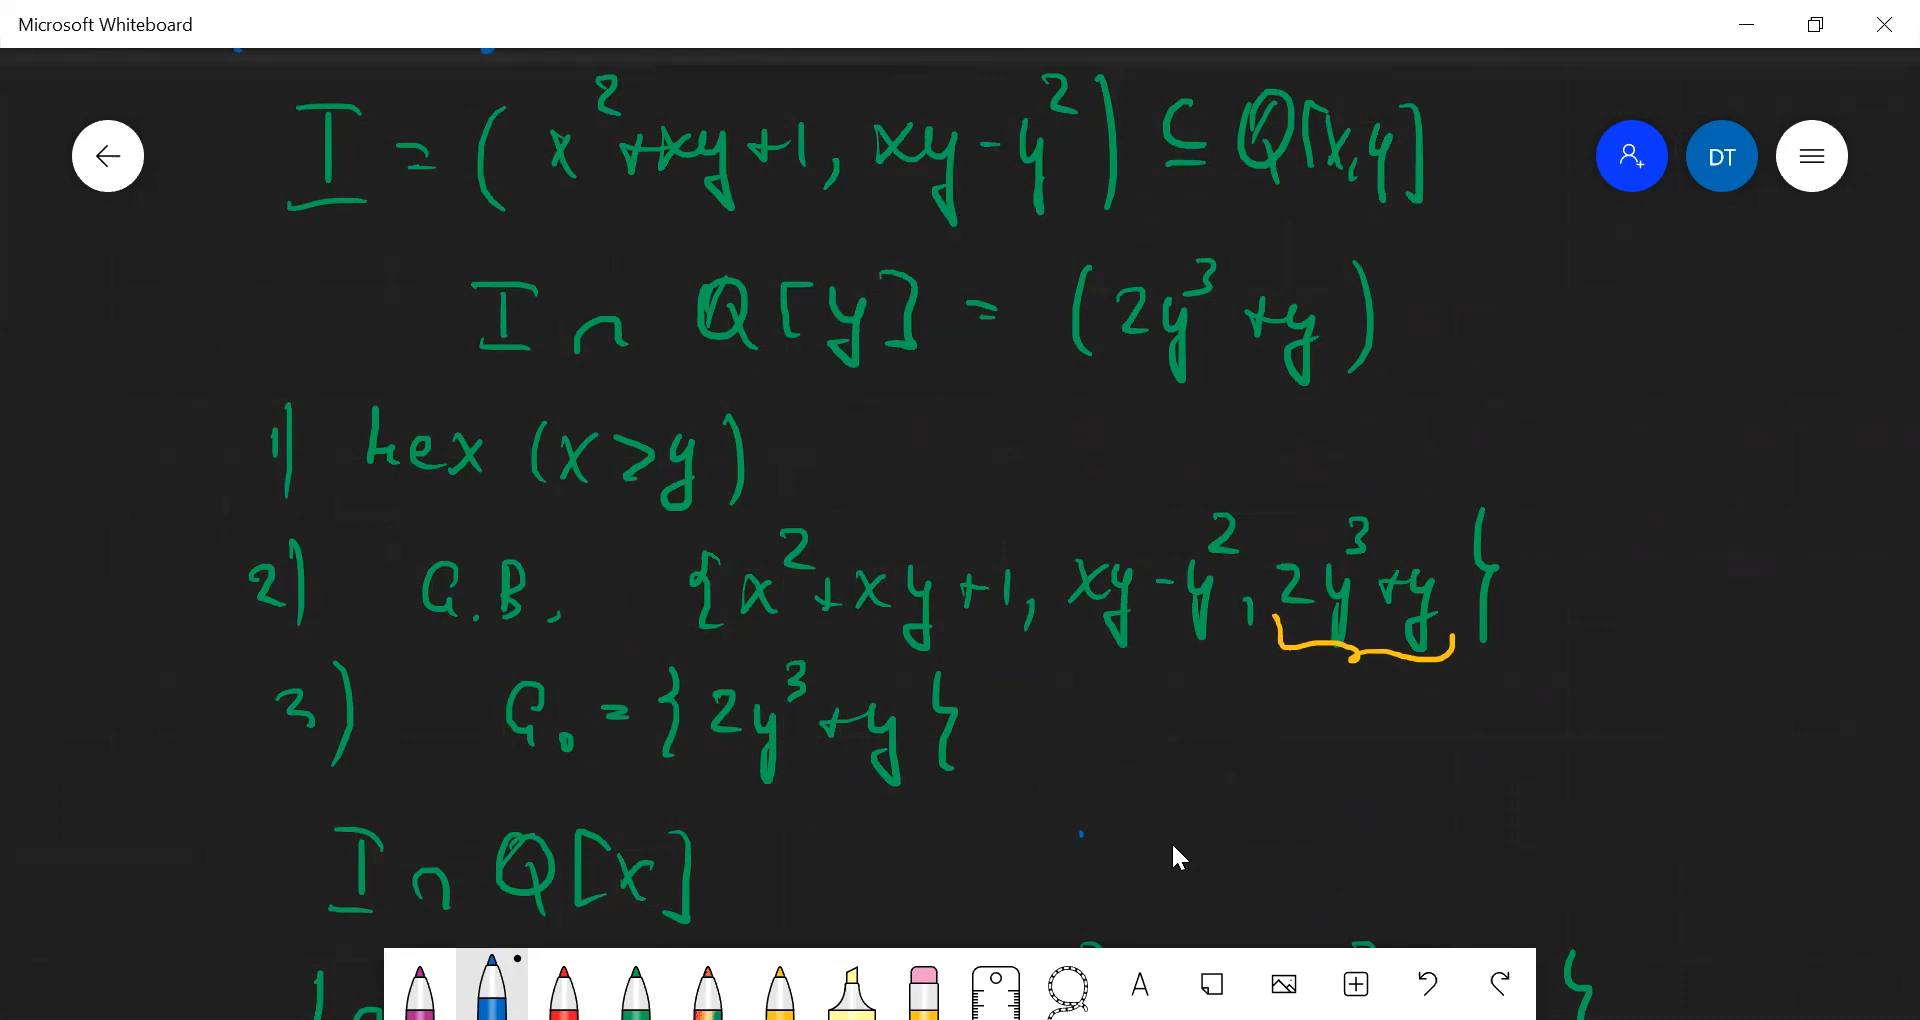 Microsoft Whiteboard
I = ( x² + xy + 1, xy - y² ) ⊆ Q[x, y]
DT
I ∩ Q[y] = (2y³ + y)
1) Lex (x > y)
2) G.B. {x² + xy + 1, xy - y², 2y³ + y}
3) G₀ = {2y³ + y}
I ∩ Q[x]
A